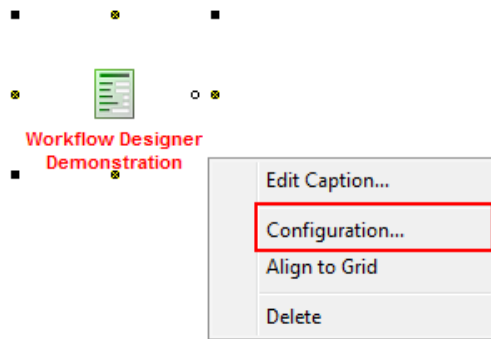 Workflow Designer
Demonstration
Edit Caption...
Configuration...
Align to Grid
Delete